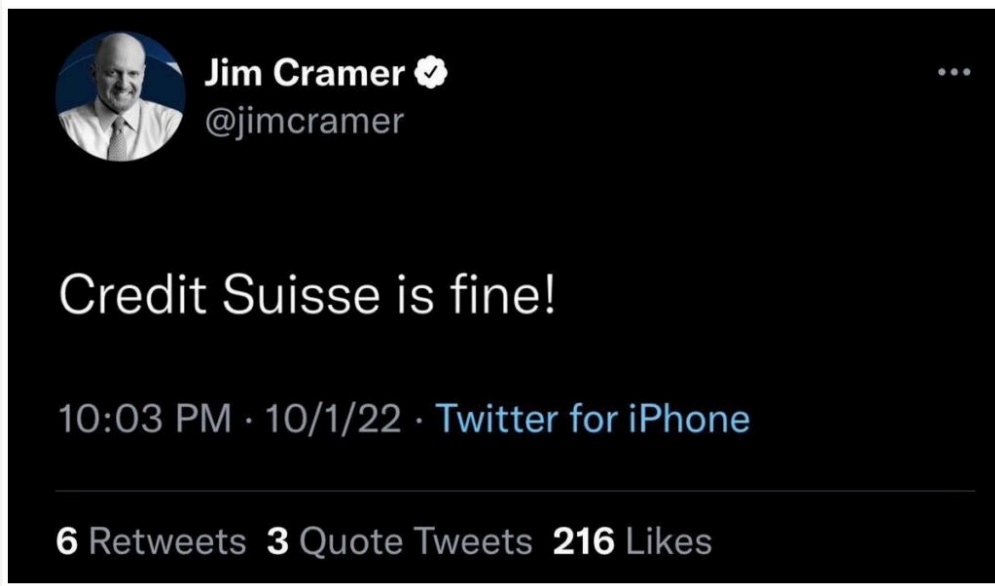 Jim Cramer
@jimcramer
Credit Suisse is fine!
10:03 PM · 10/1/22 · Twitter for iPhone
6 Retweets 3 Quote Tweets 216 Likes